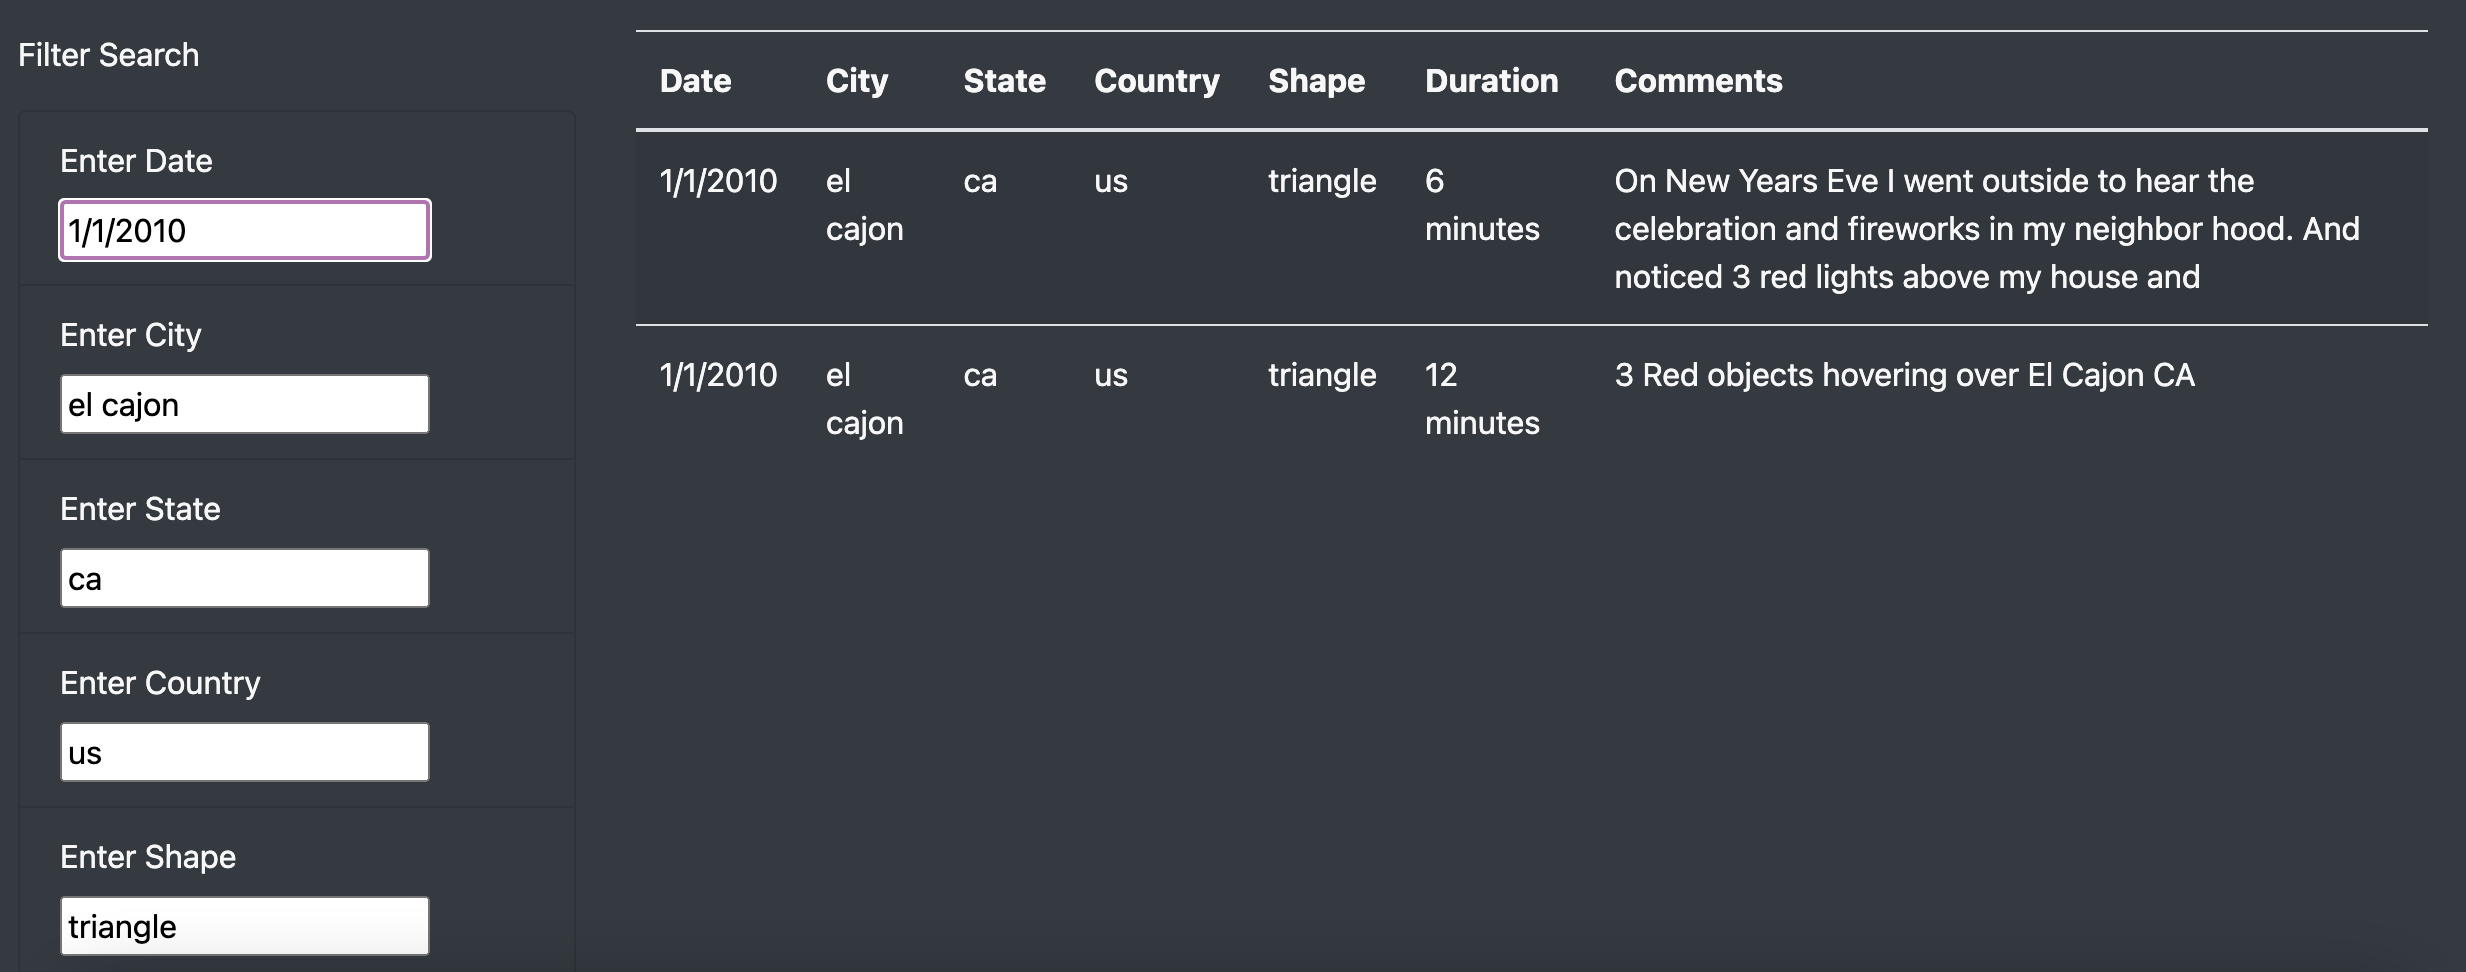 Filter Search
Enter Date
1/1/2010
Enter City
el cajon
Enter State
ca
Enter Country
us
Enter Shape
triangle
Date City State Country Shape Duration Comments
1/1/2010 el ca us triangle 6 On New Years Eve I went outside to hear the
cajon minutes celebration and fireworks in my neighbor hood. And
noticed 3 red lights above my house and
1/1/2010 el ca us triangle 12 3 Red objects hovering over El Cajon CA
cajon minutes